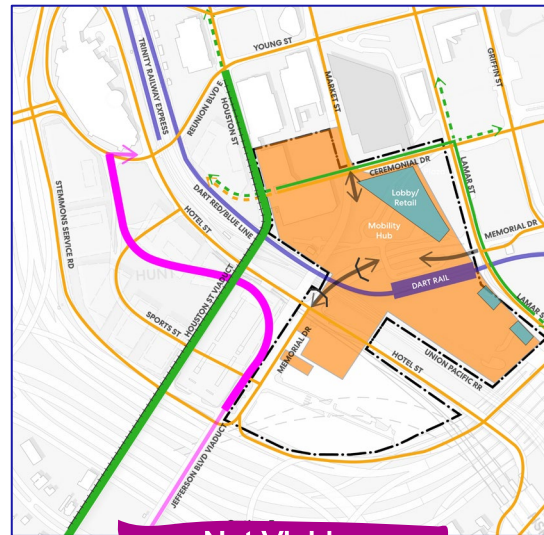 YOUNG ST
TRINITY RAILWAY EXPRESS
REUNION BLVD E
HOUSTON ST
MARKET ST
GRIFFIN ST
CEREMONIAL DR
LAMAR ST
STEMMONS SERVICE RD
DART RED/BLUE LINE
HOTEL ST
Lobby/
Retail
Mobility
Hub
MEMORIAL DR
HUNT
DART RAIL
HOUSTON ST VIADUCT
LAMAR S
SPORTS ST
MEMORIAL DR
HOTEL ST
UNION PACIFIC RR
JEFFERSON BLVD VIADUCT